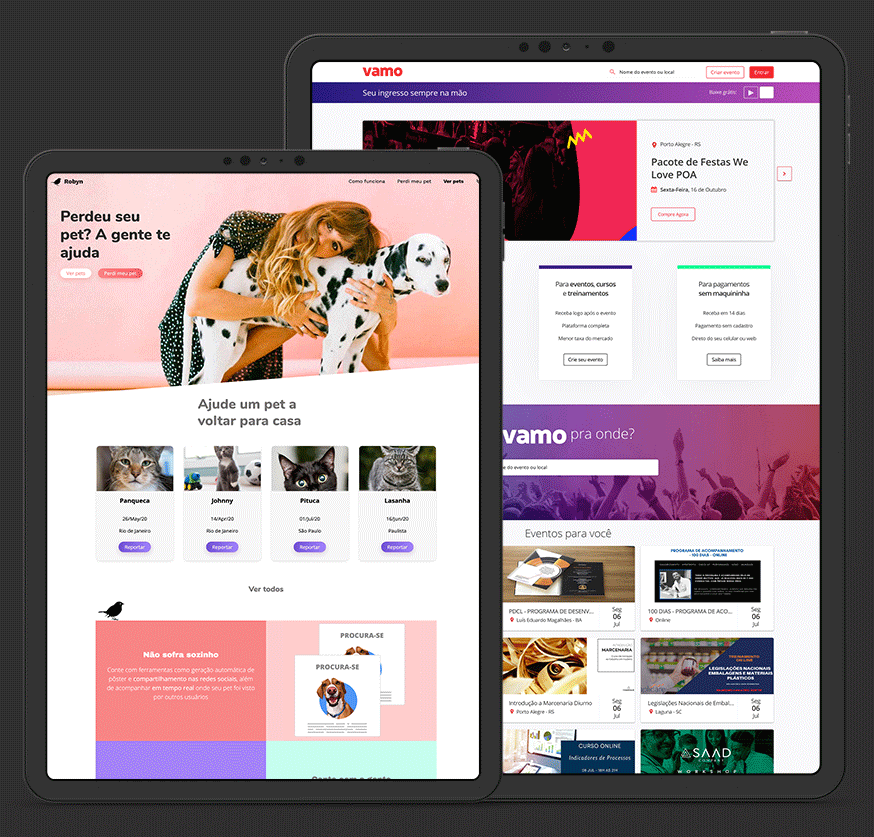 vamo
Nome do evento ou local
Criar evento
Entrar
Seu ingresso sempre na mão
Baixe grátis:
Porto Alegre - RS
Pacote de Festas We
Love POA
Sexta-Feira, 16 de Outubro
Compre Agora
Para eventos, cursos
e treinamentos
Receba logo após o evento
Plataforma completa
Menor taxa do mercado
Crie seu evento
Para pagamentos
sem maquininha
Receba em 14 dias
Pagamento sem cadastro
Direto do seu celular ou web
Saiba mais
vamo pra onde?
e do evento ou local
Eventos para você
PDCL - PROGRAMA DE DESENV...
Luís Eduardo Magalhães - BA
Seg
06
Jul
PROGRAMA DE ACOMPANHAMENTO
- 100 DIAS - ONLINE
100 DIAS - PROGRAMA DE ACO...
Online
Seg
06
Jul
MARCENARIA
Introdução a Marcenaria Diurno
Porto Alegre - RS
Seg
06
Jul
TREINAMENTO
ON LINE
LEGISLAÇÕES NACIONAIS
EMBALAGENS E MATERIAIS
PLÁSTICOS
Legislações Nacionais de Embal...
Laguna - SC
Seg
06
Jul
CURSO ONLINE
Indicadores de Processos
SAAD
WORKSHOP
Robyn
Como funciona
Perdi meu pet
Ver pets
Perdeu seu
pet? A gente te
ajuda
Ver pets
Perdi meu pet
Ajude um pet a
voltar para casa
Panqueca
26/May/20
Rio de Janeiro
Reportar
Johnny
14/Apr/20
Rio de Janeiro
Reportar
Pituca
01/Jul/20
São Paulo
Reportar
Lasanha
16/Jun/20
Paulista
Reportar
Ver todos
Não sofra sozinho
Conte com ferramentas como geração automática de
pôster e compartilhamento nas redes sociais, além
de acompanhar em tempo real onde seu pet foi visto
por outros usuários
PROCURA-SE
PROCURA-SE